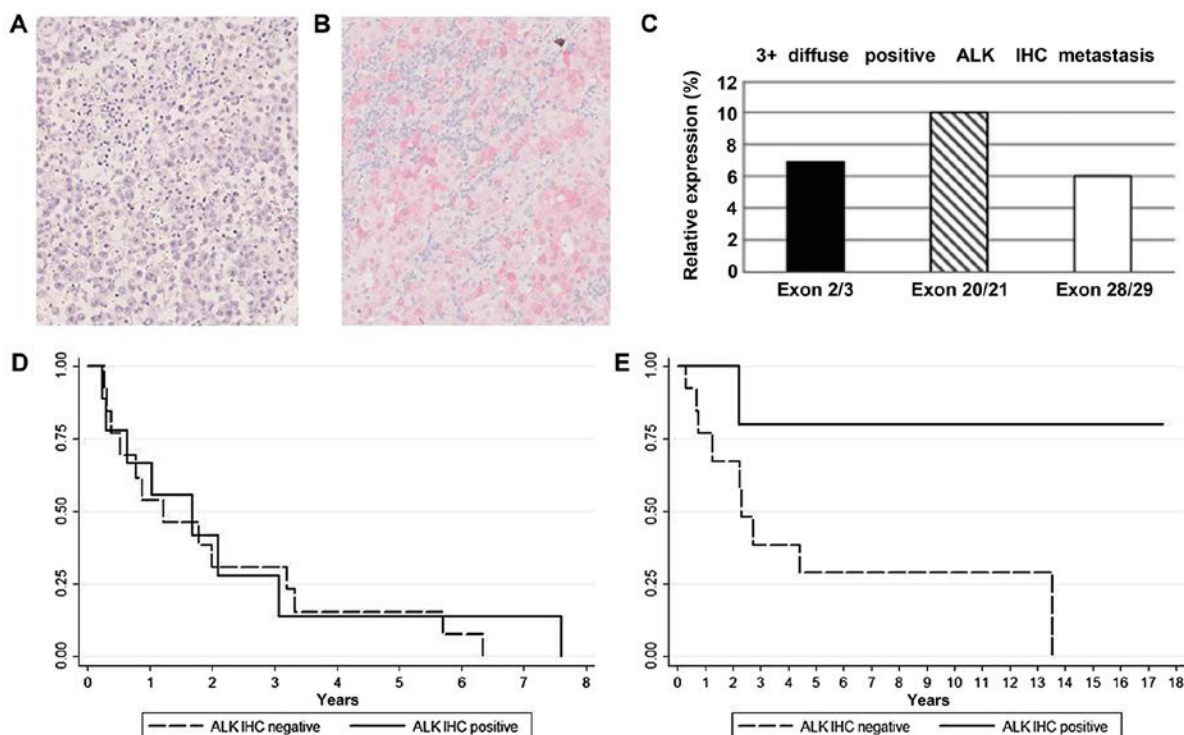 A
B
C
3+ diffuse positive ALK IHC metastasis
Relative expression (%)
12
10
8
6
4
2
0
Exon 2/3 Exon 20/21 Exon 28/29
D
1.00
0.75
0.50
0.25
0.00
0 1 2 3 4 5 6 7 8
Years
ALK IHC negative ALK IHC positive
E
1.00
0.75
0.50
0.25
0.00
0 1 2 3 4 5 6 7 8 9 10 11 12 13 14 15 16 17 18
Years
ALK IHC negative ALK IHC positive